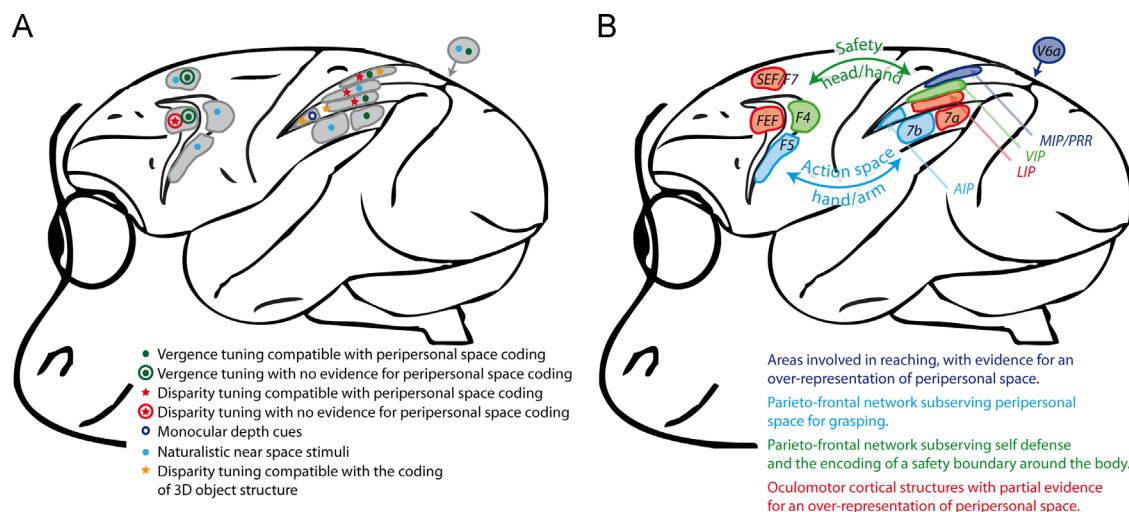 A
Vergence tuning compatible with peripersonal space coding
Vergence tuning with no evidence for peripersonal space coding
Disparity tuning compatible with peripersonal space coding
Disparity tuning with no evidence for peripersonal space coding
Monocular depth cues
Naturalistic near space stimuli
Disparity tuning compatible with the coding
of 3D object structure
B
Safety
head/hand
V6a
SEF/F7
FEF
F4
F5
7b
7a
Action space
hand/arm
MIP/PRR
VIP
LIP
AIP
Areas involved in reaching, with evidence for an
over-representation of peripersonal space.
Parieto-frontal network subserving peripersonal
space for grasping.
Parieto-frontal network subserving self defense
and the encoding of a safety boundary around the body.
Oculomotor cortical structures with partial evidence
for an over-representation of peripersonal space.